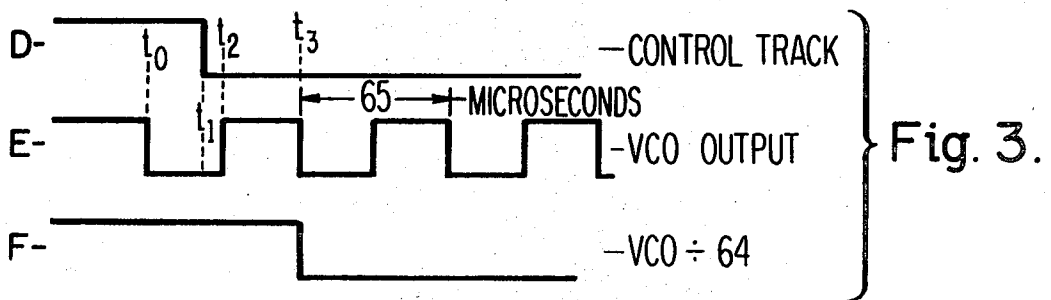 D- t₀ t₂ t₃ -CONTROL TRACK
t₁ 65 MICROSECONDS
E- -VCO OUTPUT
F- -VCO ÷ 64
Fig. 3.